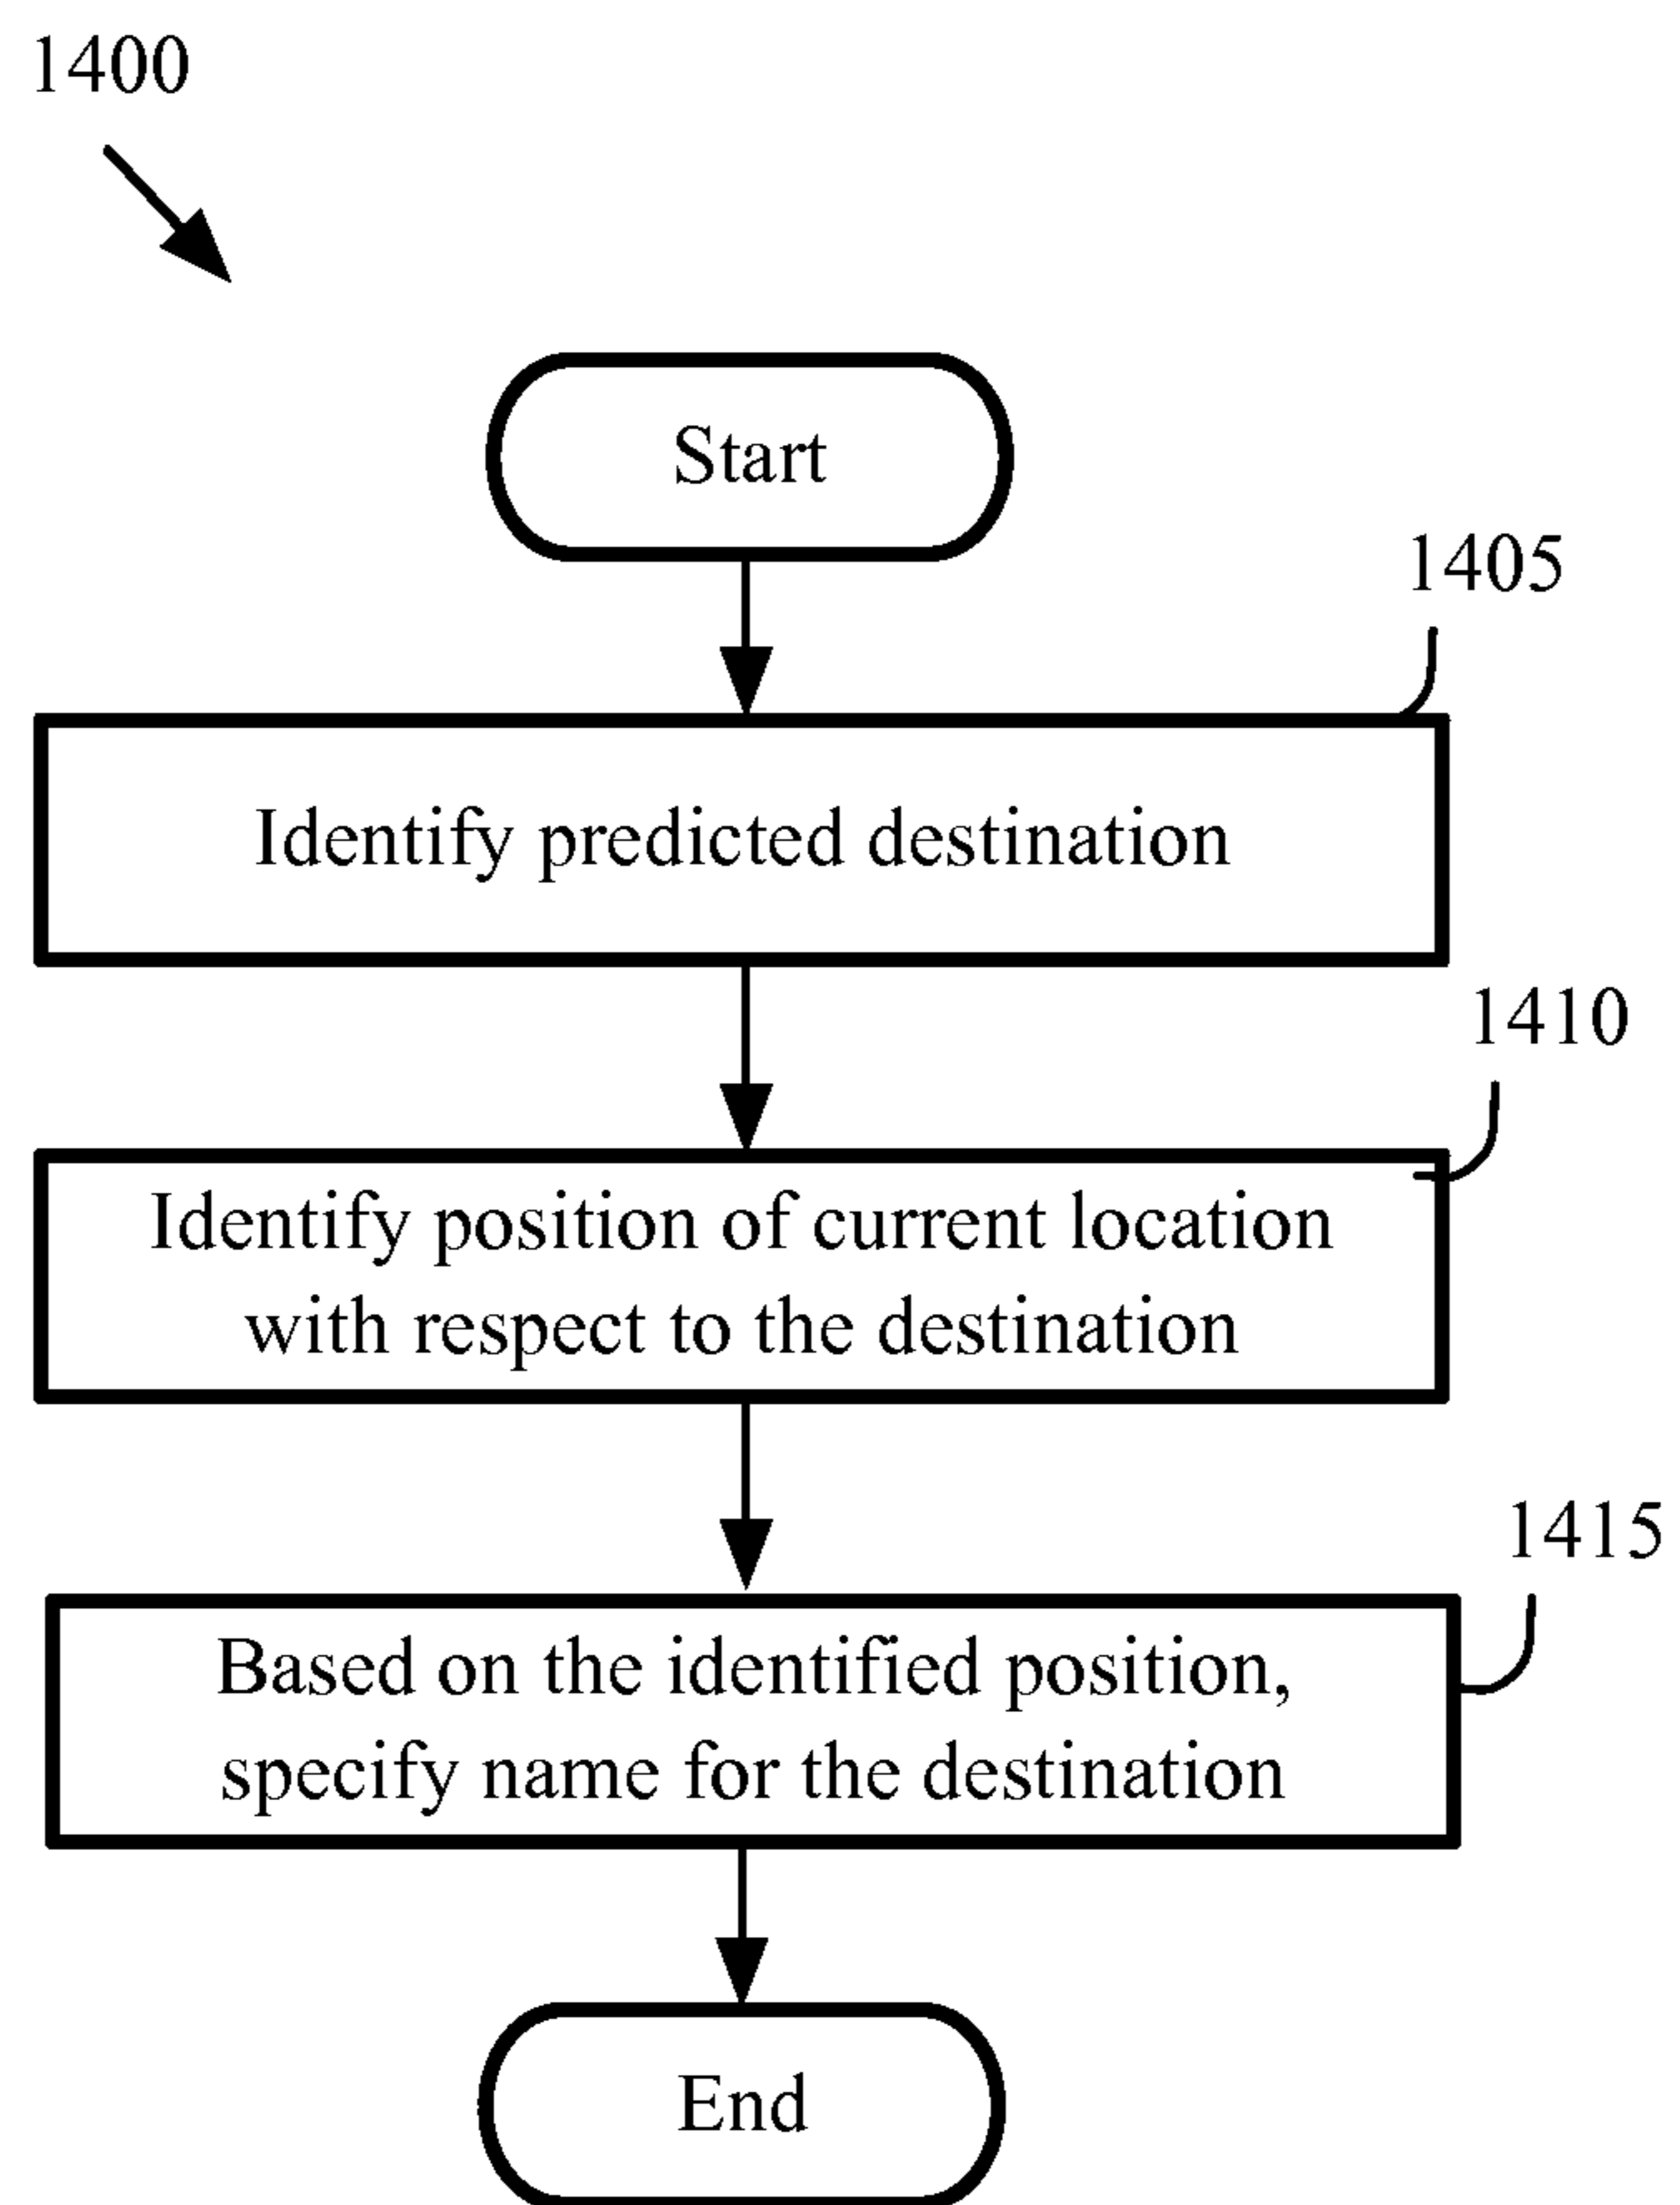 1400
Start
1405
Identify predicted destination
1410
Identify position of current location
with respect to the destination
1415
Based on the identified position,
specify name for the destination
End